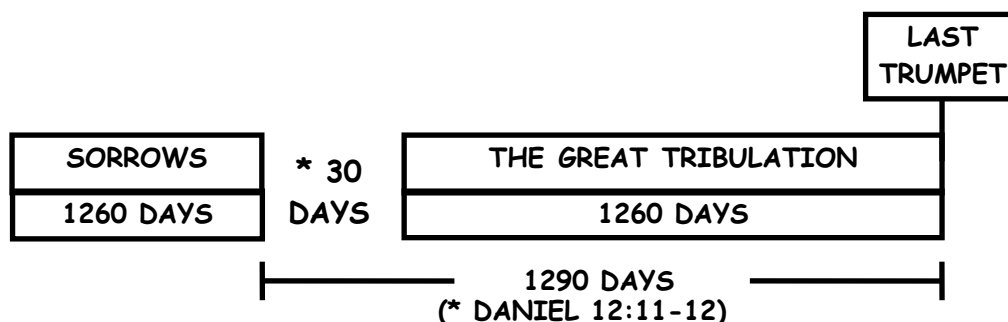 LAST
TRUMPET
SORROWS
1260 DAYS
* 30
DAYS
THE GREAT TRIBULATION
1260 DAYS
1290 DAYS
(* DANIEL 12:11-12)